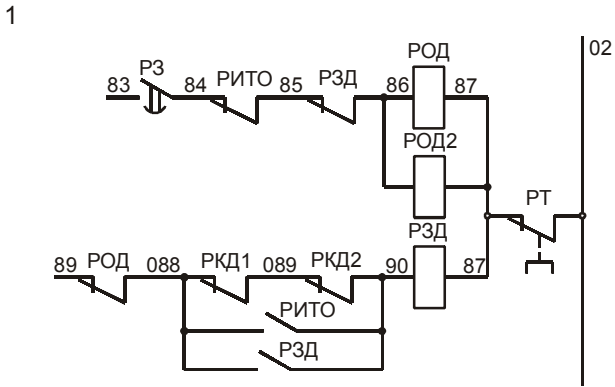 1
РОД
02
РЗ
83 84 РИТО 85 РЗД 86 87
РОД2
РТ
РЗД
89 РОД 088 РКД1 089 РКД2 90 87
РИТО
РЗД